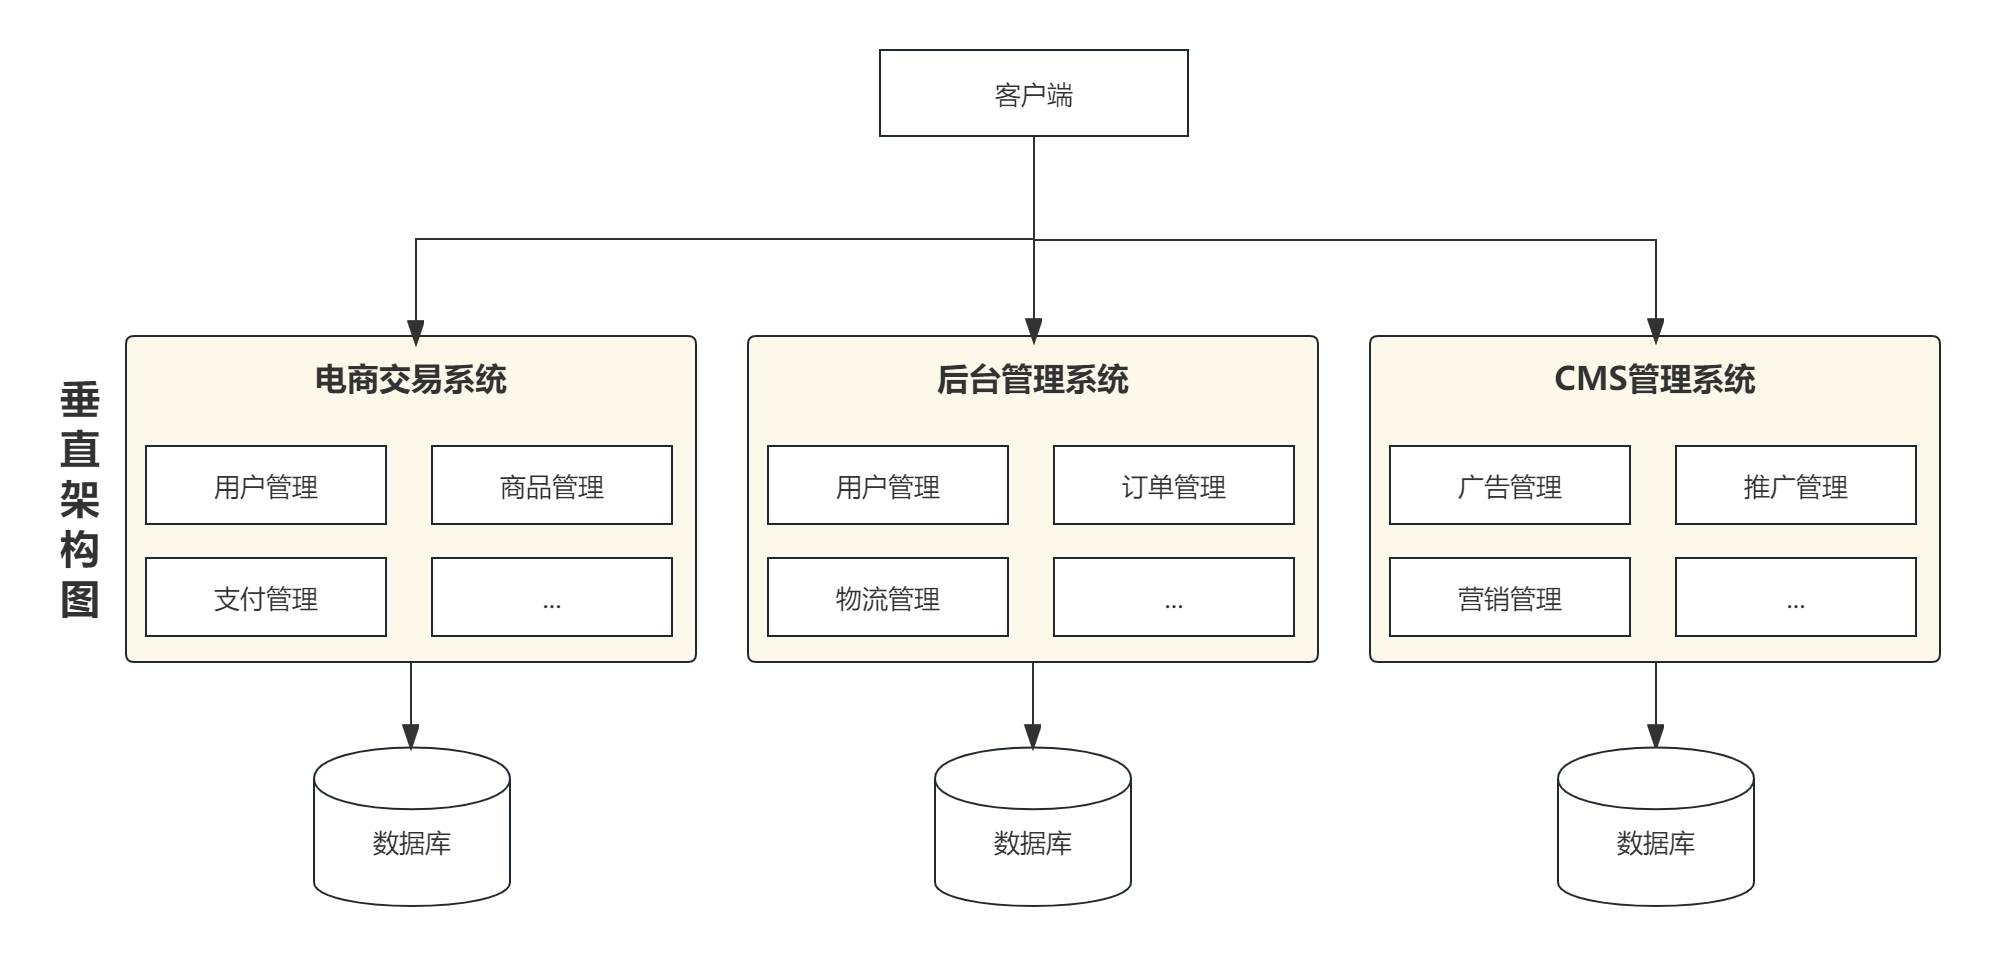 客户端
垂直架构图
电商交易系统
用户管理
商品管理
支付管理
...
后台管理系统
用户管理
订单管理
物流管理
...
CMS管理系统
广告管理
推广管理
营销管理
...
数据库
数据库
数据库